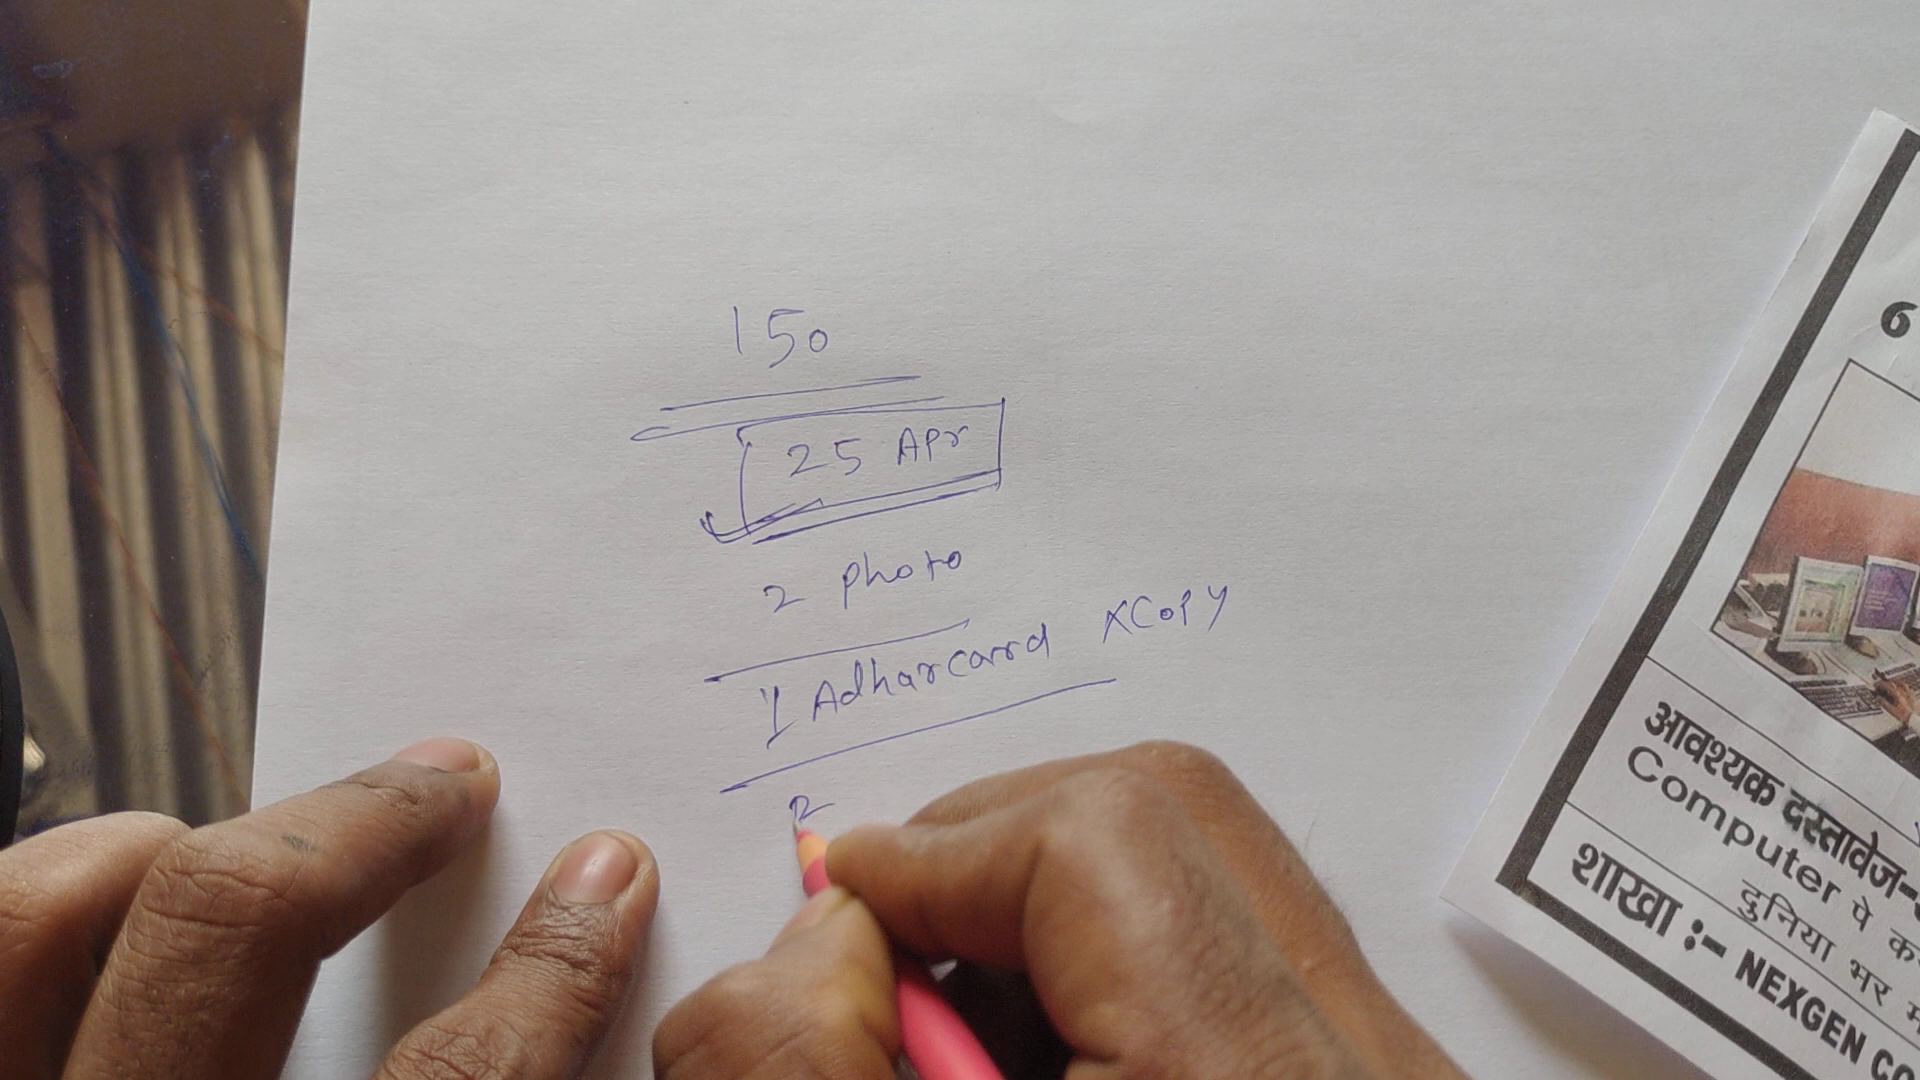 150
25 Apr
2 photo
1 Adharcard XCopy
2
6
आवश्यक दस्तावेज-
Computer पे
दुनिया भर
शाखा :- NEXGEN CO